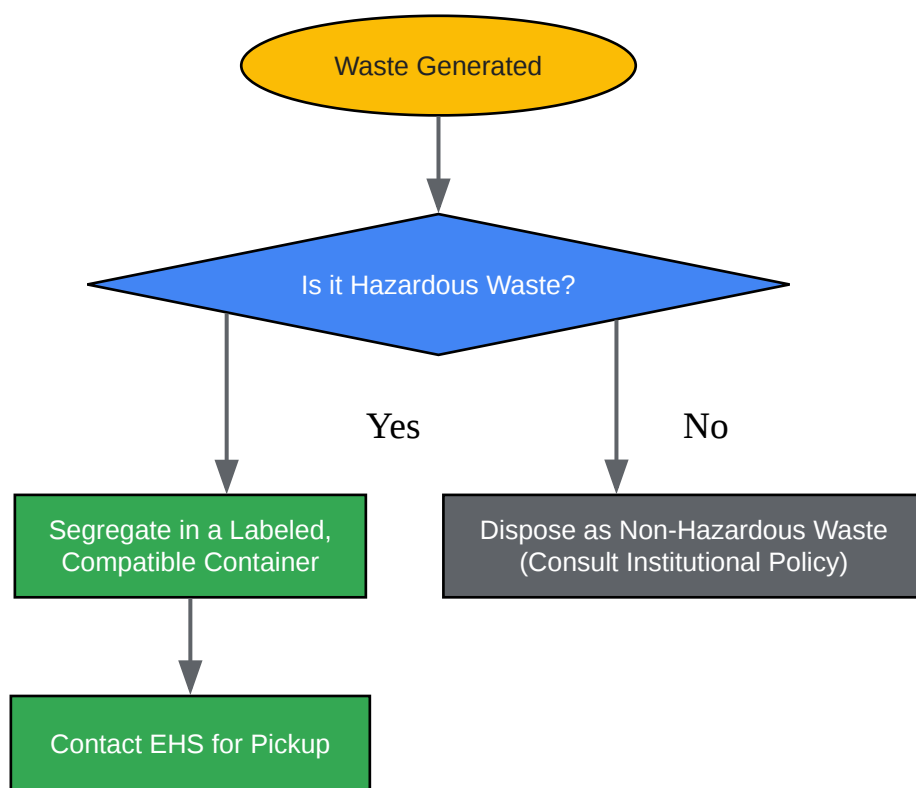 Waste Generated
Is it Hazardous Waste?
Yes
No
Segregate in a Labeled,
Compatible Container
Dispose as Non-Hazardous Waste
(Consult Institutional Policy)
Contact EHS for Pickup